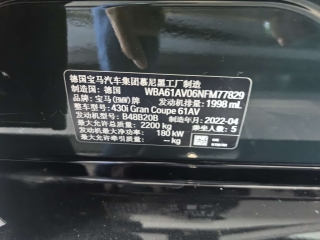 德国宝马汽车集团慕尼黑工厂制造
制造国: 德国 WBA61AV06NFM77829
品牌: 宝马(BMW)牌 发动机排量: 1998 mL
整车型号: 430i Gran Coupe 61AV
发动机型号: B48B20B 制造年月: 2022-04
最大允许总质量: 2200 kg 乘坐人数: 5
发动机最大净功率: 180 kW
最大允许牵引质量: -- kg